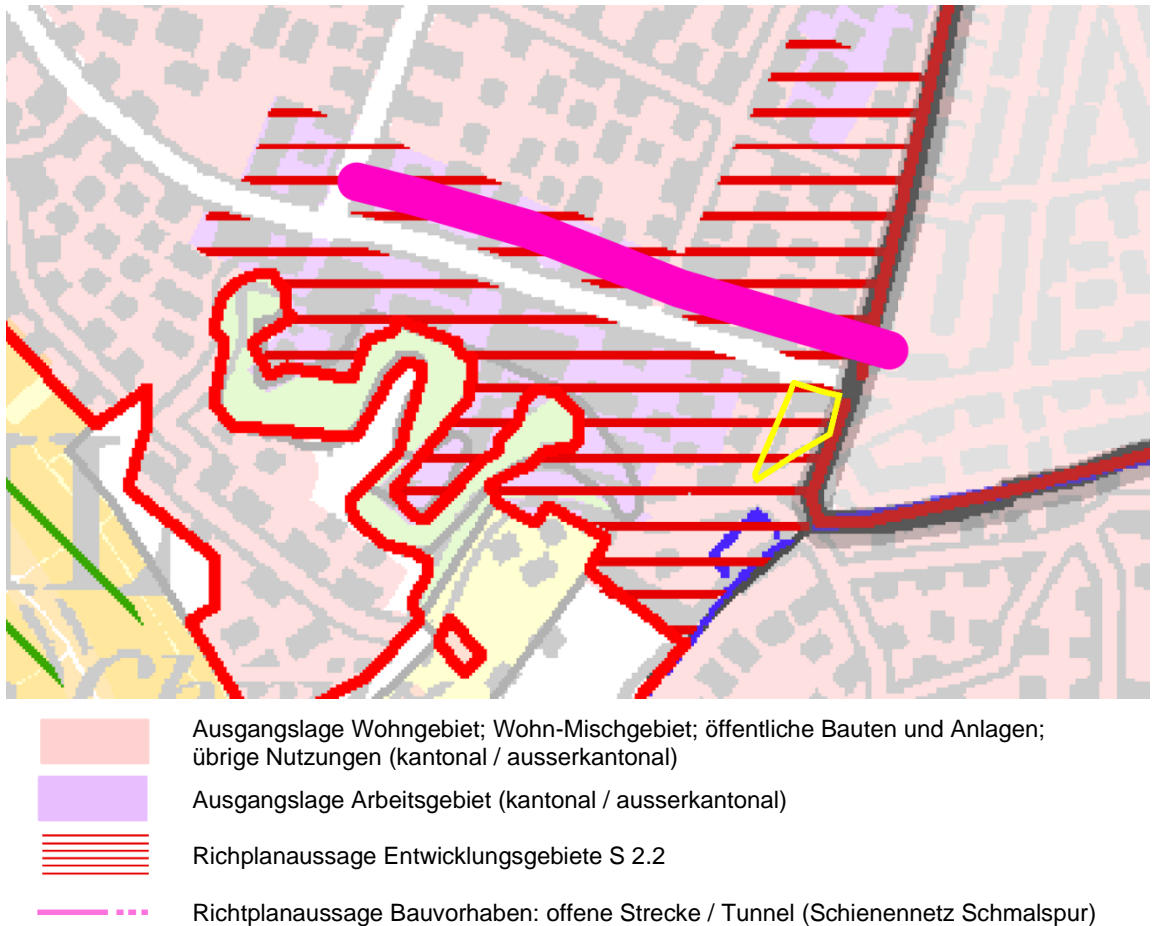 Ausgangslage Wohngebiet; Wohn-Mischgebiet; öffentliche Bauten und Anlagen;
übrige Nutzungen (kantonal / ausserkantonal)
Ausgangslage Arbeitsgebiet (kantonal / ausserkantonal)
Richplanaussage Entwicklungsgebiete S 2.2
Richtplanaussage Bauvorhaben: offene Strecke / Tunnel (Schienennetz Schmalspur)